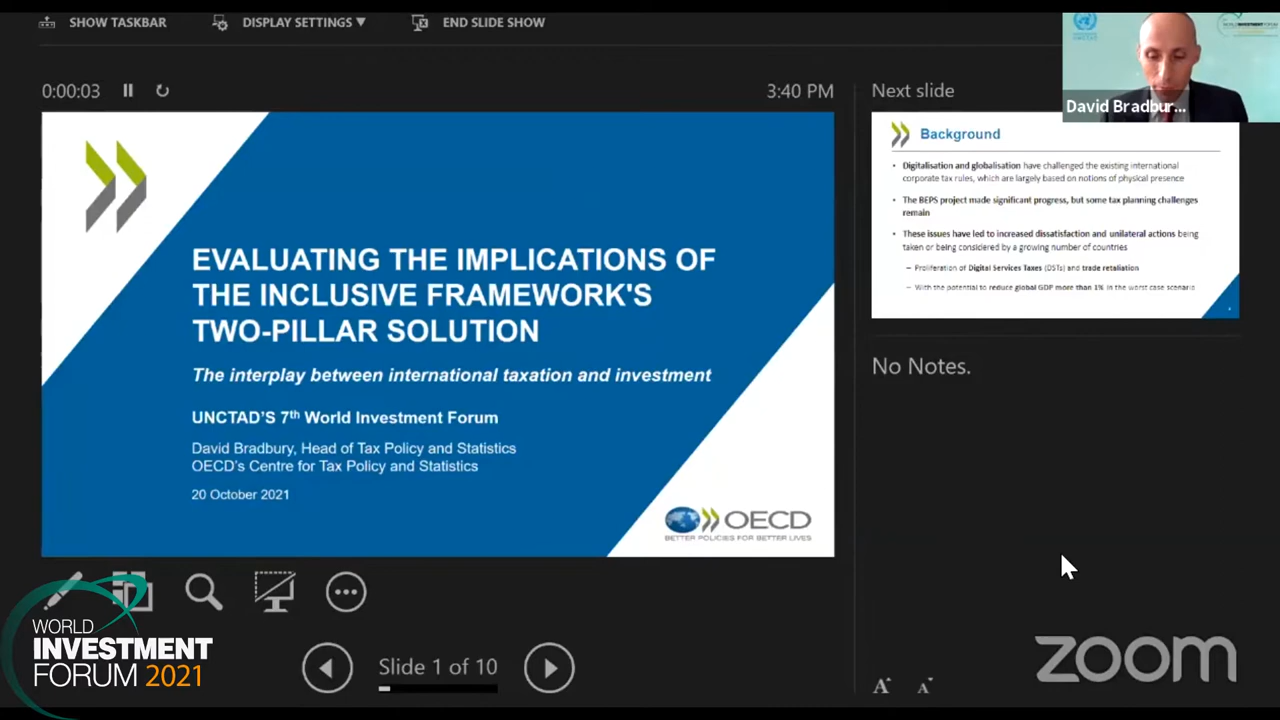 SHOW TASKBAR
DISPLAY SETTINGS ▼
END SLIDE SHOW
0:00:03
3:40 PM
EVALUATING THE IMPLICATIONS OF
THE INCLUSIVE FRAMEWORK'S
TWO-PILLAR SOLUTION
The interplay between international taxation and investment
UNCTAD'S 7th World Investment Forum
David Bradbury, Head of Tax Policy and Statistics
OECD's Centre for Tax Policy and Statistics
20 October 2021
OECD
BETTER POLICIES FOR BETTER LIVES
Next slide
David Bradbur...
Background
• Digitalisation and globalisation have challenged the existing international
corporate tax rules, which are largely based on notions of physical presence
• The BEPS project made significant progress, but some tax planning challenges
remain
• These issues have led to increased dissatisfaction and unilateral actions being
taken or being considered by a growing number of countries
– Proliferation of Digital Services Taxes (DSTs) and trade retaliation
– With the potential to reduce global GDP more than 1% in the worst case scenario
No Notes.
WORLD
INVESTMENT
FORUM 2021
Slide 1 of 10
A A
zoom